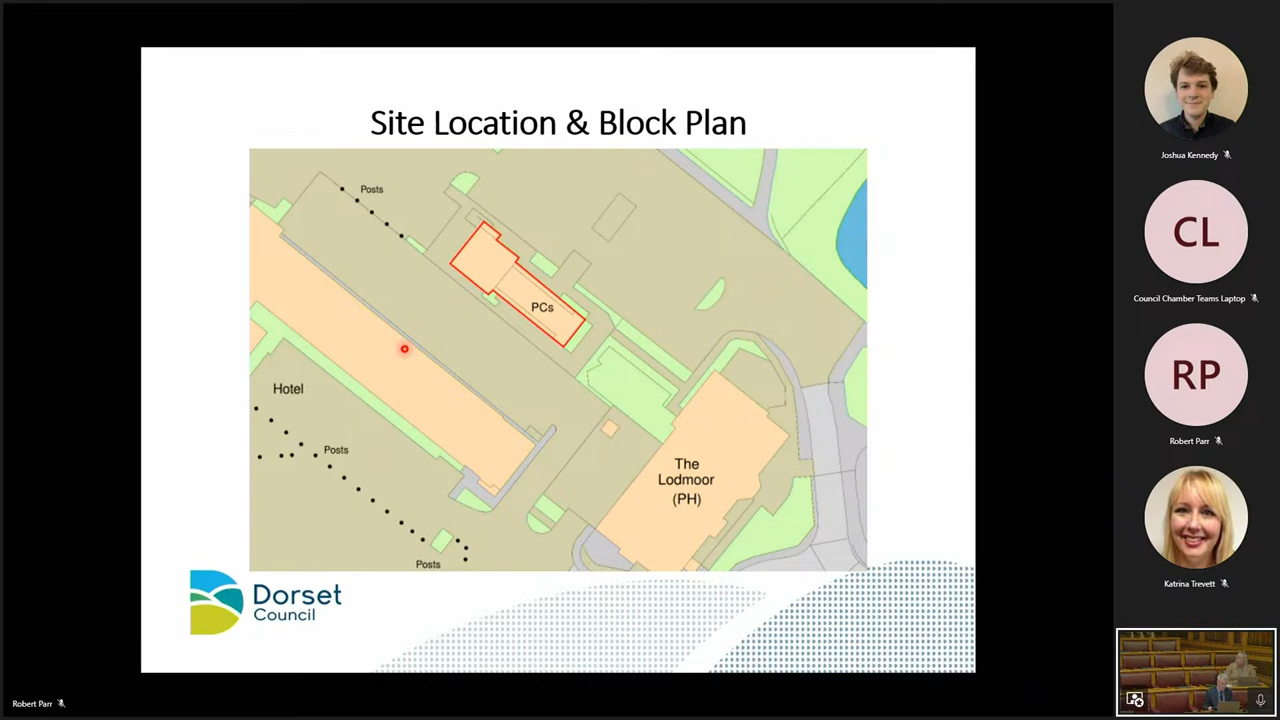 Site Location & Block Plan
Posts
PCs
Hotel
Posts
The
Lodmoor
(PH)
Posts
Dorset
Council
Joshua Kennedy
CL
Council Chamber Teams Laptop
RP
Robert Parr
Katrina Trevett
Robert Parr